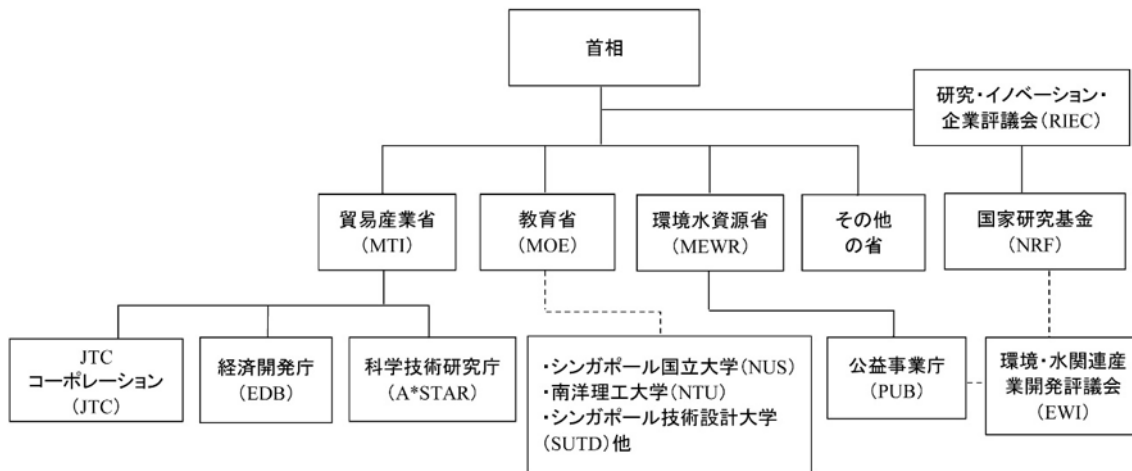 首相
研究・イノベーション・
企業評議会(RIEC)
貿易産業省
(MTI)
教育省
(MOE)
環境水資源省
(MEWR)
その他
の省
国家研究基金
(NRF)
JTC
コーポレーション
(JTC)
経済開発庁
(EDB)
科学技術研究庁
(A*STAR)
・シンガポール国立大学(NUS)
・南洋理工大学(NTU)
・シンガポール技術設計大学
(SUTD)他
公益事業庁
(PUB)
環境・水関連産
業開発評議会
(EWI)